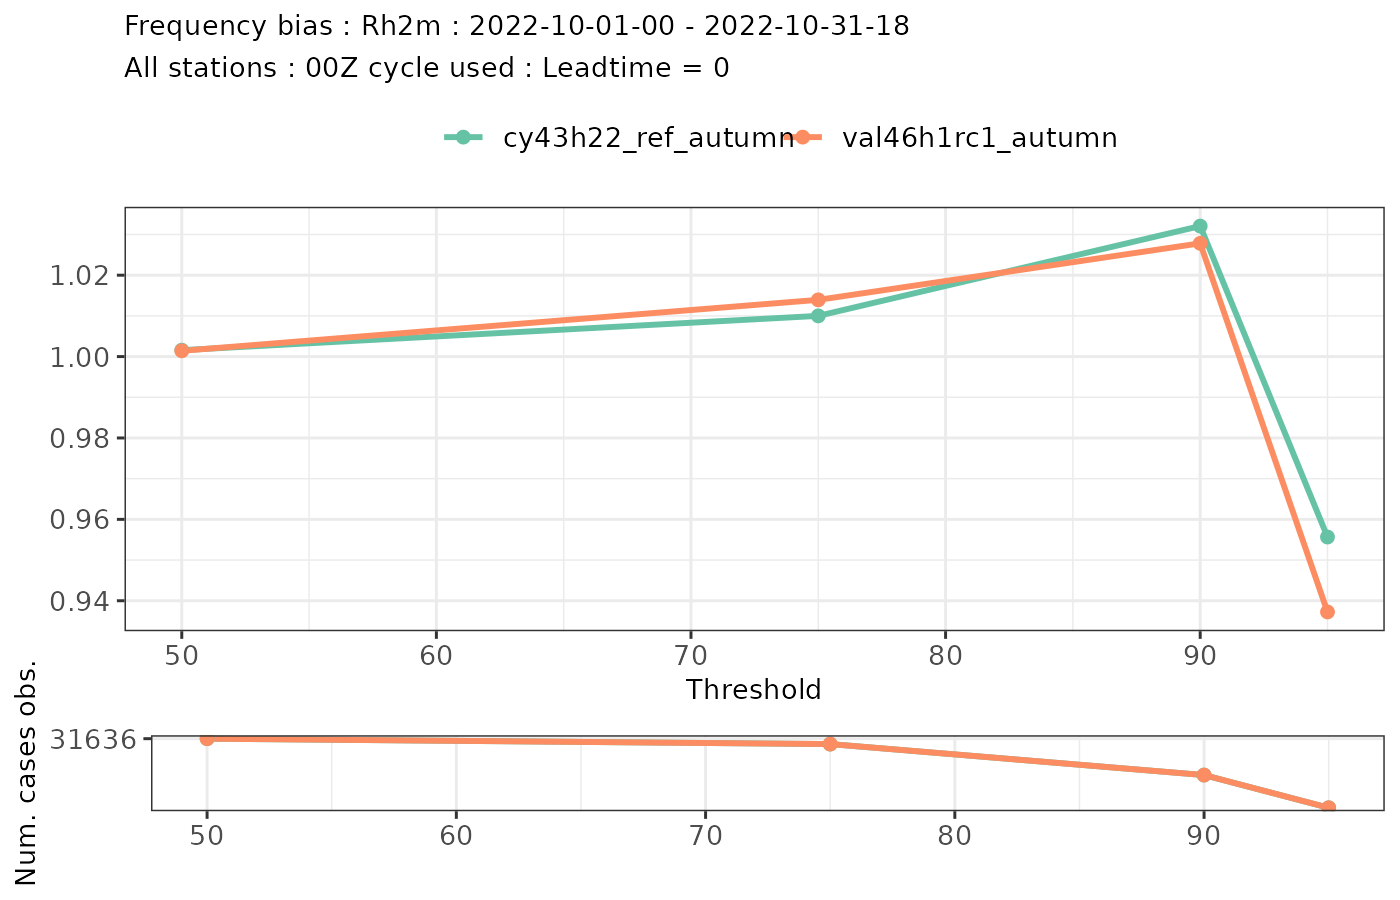 Frequency bias : Rh2m : 2022-10-01-00 - 2022-10-31-18
All stations : 00Z cycle used : Leadtime = 0
cy43h22_ref_autumn val46h1rc1_autumn
1.02
1.00
0.98
0.96
0.94
50 60 70 80 90
Threshold
Num. cases obs.
31636
50 60 70 80 90